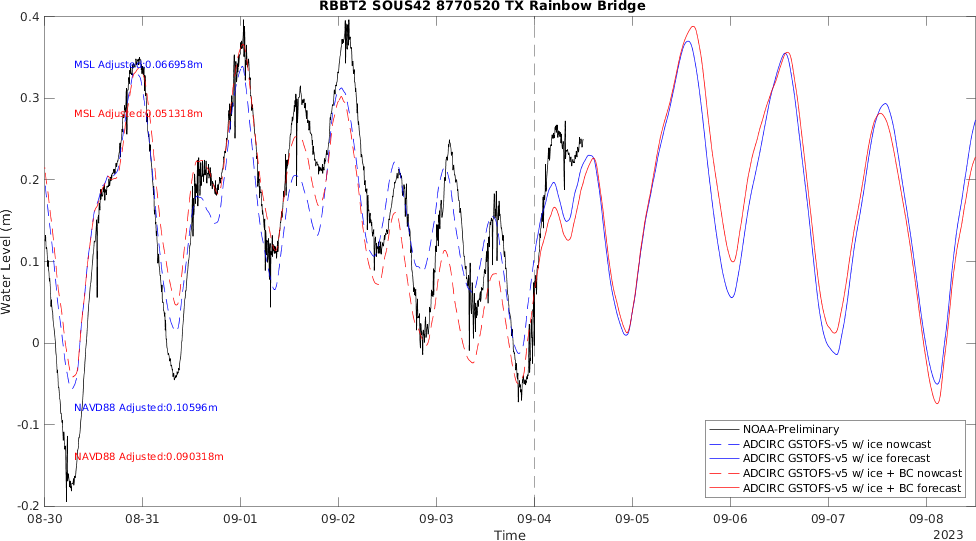 RBBT2 SOUS42 8770520 TX Rainbow Bridge
0.4
MSL Adjusted:0.066958m
0.3
MSL Adjusted:0.051318m
0.2
0.1
Water Level (m)
0
NAVD88 Adjusted:0.10596m
-0.1
NAVD88 Adjusted:0.090318m
-0.2
NOAA-Preliminary
ADCIRC GSTOFS-v5 w/ ice nowcast
ADCIRC GSTOFS-v5 w/ ice forecast
ADCIRC GSTOFS-v5 w/ ice + BC nowcast
ADCIRC GSTOFS-v5 w/ ice + BC forecast
08-30 08-31 09-01 09-02 09-03 09-04 09-05 09-06 09-07 09-08
Time
2023